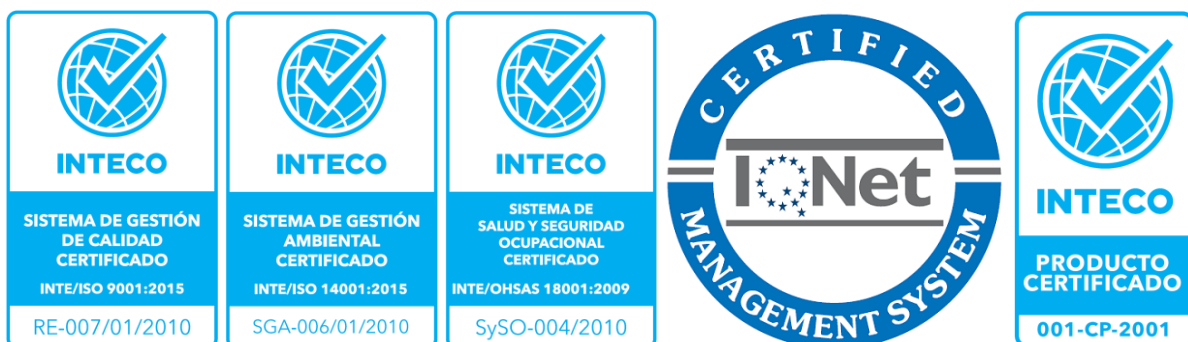 INTECO
SISTEMA DE GESTIÓN
DE CALIDAD
CERTIFICADO
INTE/ISO 9001:2015
RE-007/01/2010
INTECO
SISTEMA DE GESTIÓN
AMBIENTAL
CERTIFICADO
INTE/ISO 14001:2015
SGA-006/01/2010
INTECO
SISTEMA DE
SALUD Y SEGURIDAD
OCUPACIONAL
CERTIFICADO
INTE/OHSAS 18001:2009
SySO-004/2010
CERTIFIED
IQNet
MANAGEMENT SYSTEM
INTECO
PRODUCTO
CERTIFICADO
001-CP-2001